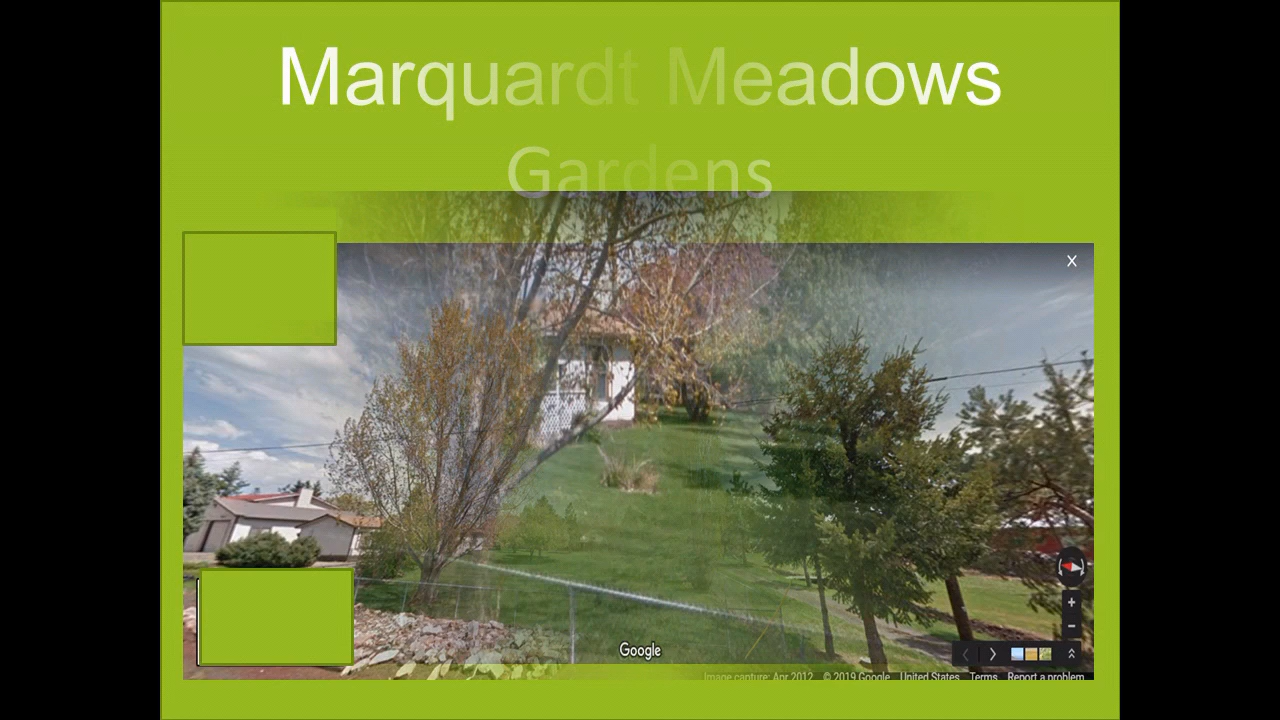 Marquardt Meadows
Gardens
X
Google
Image capture: Apr 2012 © 2019 Google United States Terms Report a problem